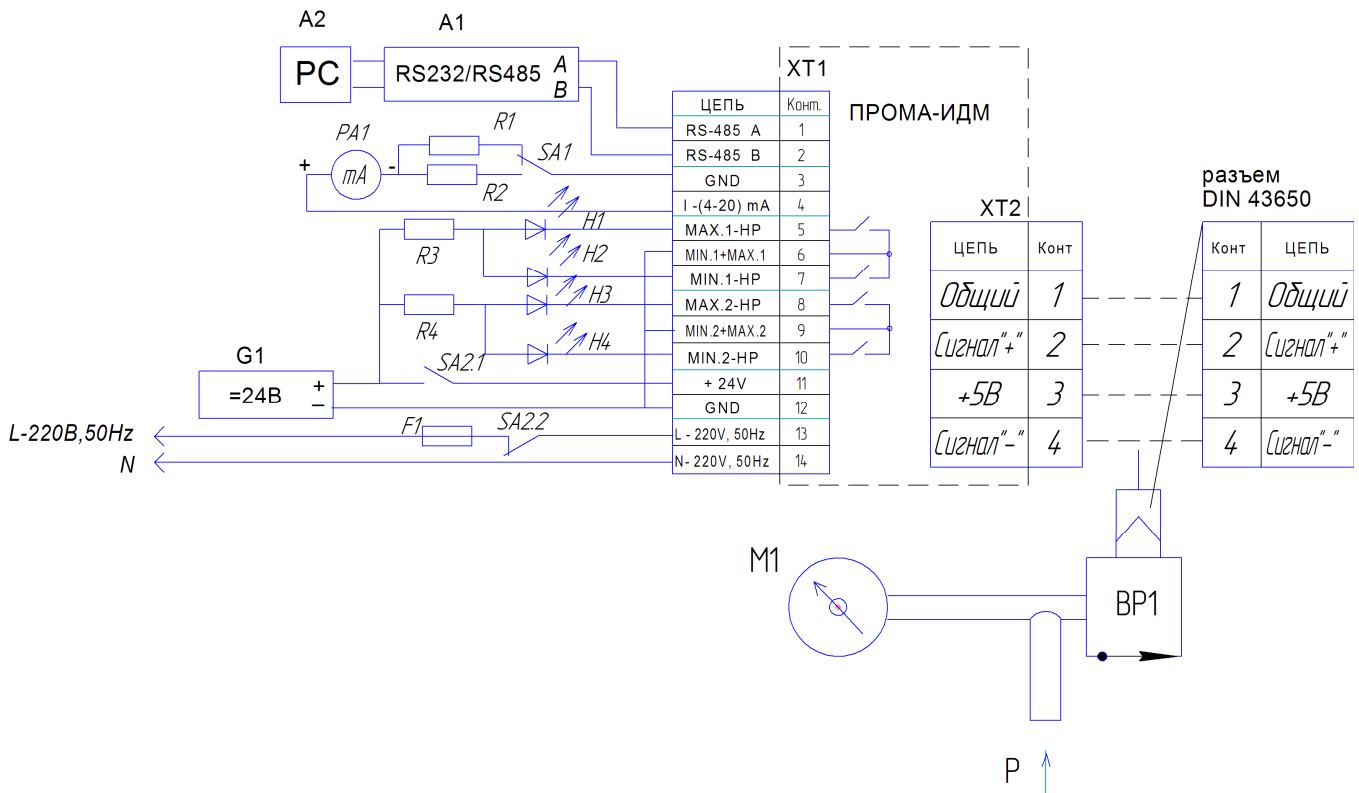 A2
A1
PC
RS232/RS485
A
B
XT1
ПРОМА-ИДМ
ЦЕПЬ Конт.
RS-485 A 1
RS-485 B 2
GND 3
I -(4-20) mA 4
MAX.1-HP 5
MIN.1+MAX.1 6
MIN.1-HP 7
MAX.2-HP 8
MIN.2+MAX.2 9
MIN.2-HP 10
+ 24V 11
GND 12
L - 220V, 50Hz 13
N- 220V, 50Hz 14
PA1
+
mA
-
R1
R2
SA1
R3
H1
H2
H3
R4
H4
G1
=24B
+
–
SA2.1
L-220В,50Hz
F1
SA2.2
N
XT2
ЦЕПЬ Конт
Общий 1
Сигнал"+" 2
+5В 3
Сигнал"–" 4
разъем
DIN 43650
Конт ЦЕПЬ
1 Общий
2 Сигнал"+"
3 +5В
4 Сигнал"–"
M1
BP1
P